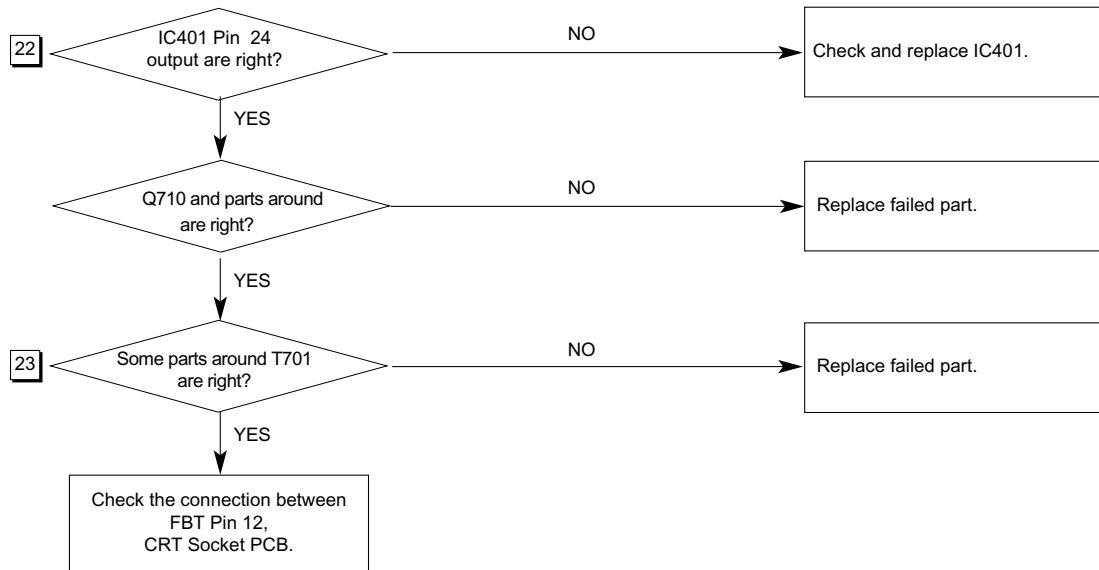 22
IC401 Pin 24
output are right?
NO
Check and replace IC401.
YES
Q710 and parts around
are right?
NO
Replace failed part.
YES
23
Some parts around T701
are right?
NO
Replace failed part.
YES
Check the connection between
FBT Pin 12,
CRT Socket PCB.